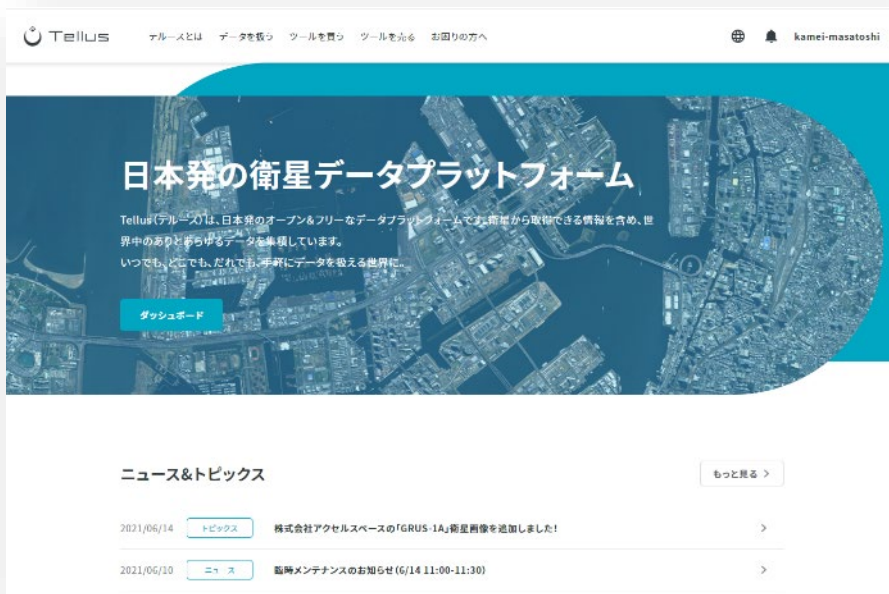 Tellus
テルースとは データを扱う ツールを買う ツールを売る お困りの方へ
kamei-masatoshi
日本発の衛星データプラットフォーム
Tellus(テルース)は、日本発のオープン&フリーなデータプラットフォームです。衛星から取得できる情報を含め、世
界中のありとあらゆるデータを集積しています。
いつでも、どこでも、だれでも、手軽にデータを扱える世界に。
ダッシュボード
ニュース&トピックス
もっと見る
2021/06/14 トピックス 株式会社アクセルスペースの「GRUS-1A」衛星画像を追加しました!
2021/06/10 ニュース 臨時メンテナンスのお知らせ(6/14 11:00-11:30)